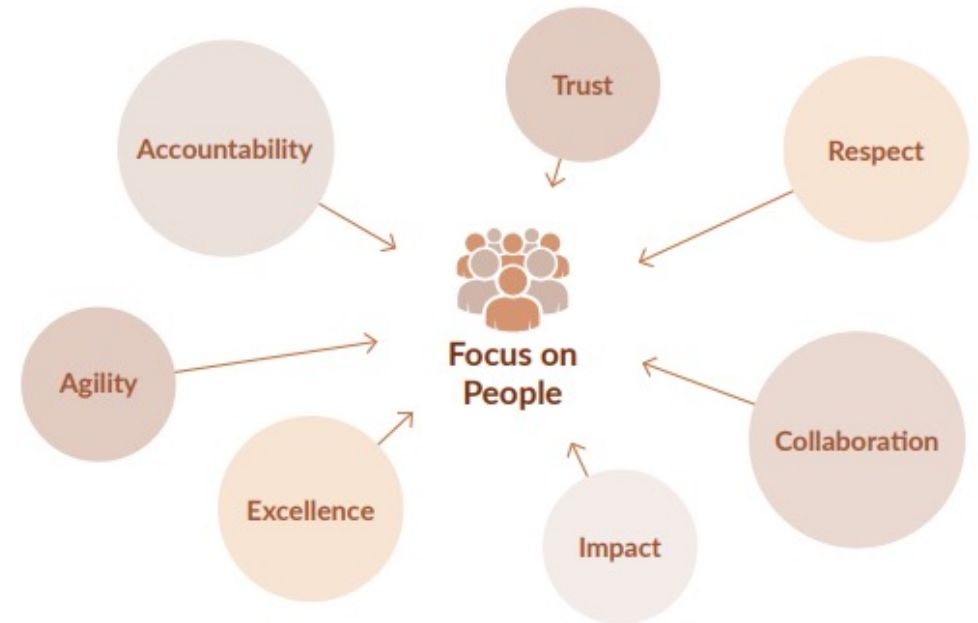 Trust
Accountability
Respect
Focus on
People
Agility
Collaboration
Excellence
Impact